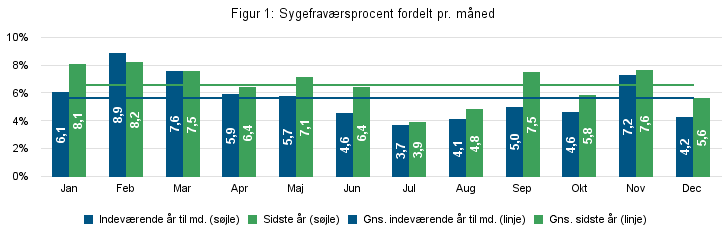 Figur 1: Sygefraværsprocent fordelt pr. måned
10%
8%
6%
4%
2%
0%
6,1 8,1 8,9 8,2 7,6 7,5 5,9 6,4 5,7 7,1 4,6 6,4 3,7 3,9 4,1 4,8 5,0 7,5 4,6 5,8 7,2 7,6 4,2 5,6
Jan Feb Mar Apr Maj Jun Jul Aug Sep Okt Nov Dec
Indeværende år til md. (søjle) Sidste år (søjle) Gns. indeværende år til md. (linje) Gns. sidste år (linje)